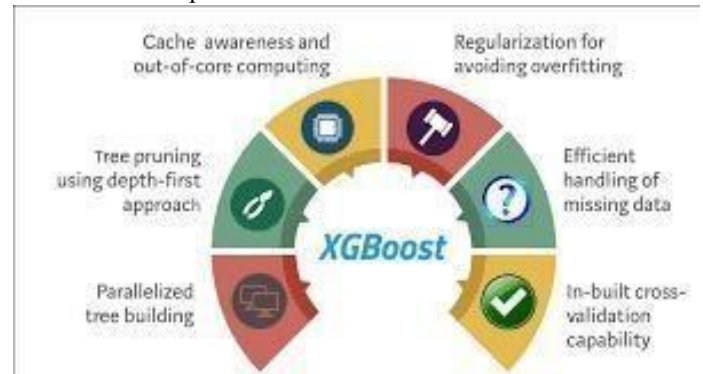 Cache awareness and
out-of-core computing
Regularization for
avoiding overfitting
Tree pruning
using depth-first
approach
Efficient
handling of
missing data
XGBoost
Parallelized
tree building
In-built cross-
validation
capability